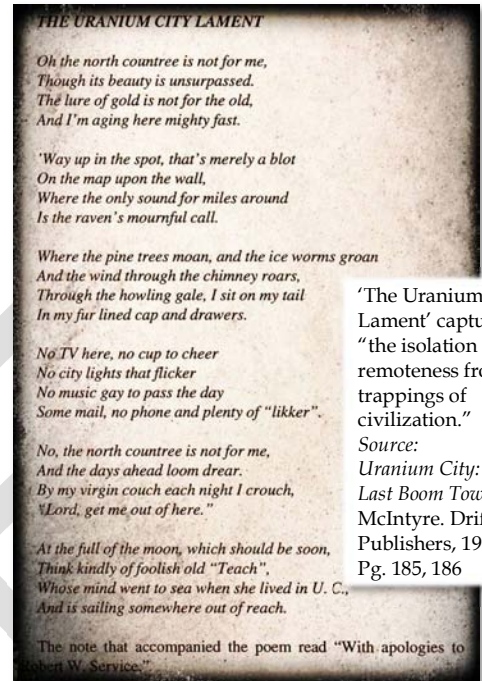 THE URANIUM CITY LAMENT
Oh the north countree is not for me,
Though its beauty is unsurpassed.
The lure of gold is not for the old,
And I'm aging here mighty fast.
'Way up in the spot, that's merely a blot
On the map upon the wall,
Where the only sound for miles around
Is the raven's mournful call.
Where the pine trees moan, and the ice worms groan
And the wind through the chimney roars,
Through the howling gale, I sit on my tail
In my fur lined cap and drawers.
No TV here, no cup to cheer
No city lights that flicker
No music gay to pass the day
Some mail, no phone and plenty of "likker".
No, the north countree is not for me,
And the days ahead loom drear.
By my virgin couch each night I crouch,
"Lord, get me out of here."
At the full of the moon, which should be soon,
Think kindly of foolish old "Teach",
Whose mind went to sea when she lived in U. C.,
And is sailing somewhere out of reach.
The note that accompanied the poem read "With apologies to
Robert W. Service."
'The Uranium
Lament'
"the isolation
remoteness
trappings of
civilization."
Source:
Uranium City:
Last Boom
McIntyre.
Publishers,
Pg. 185, 186